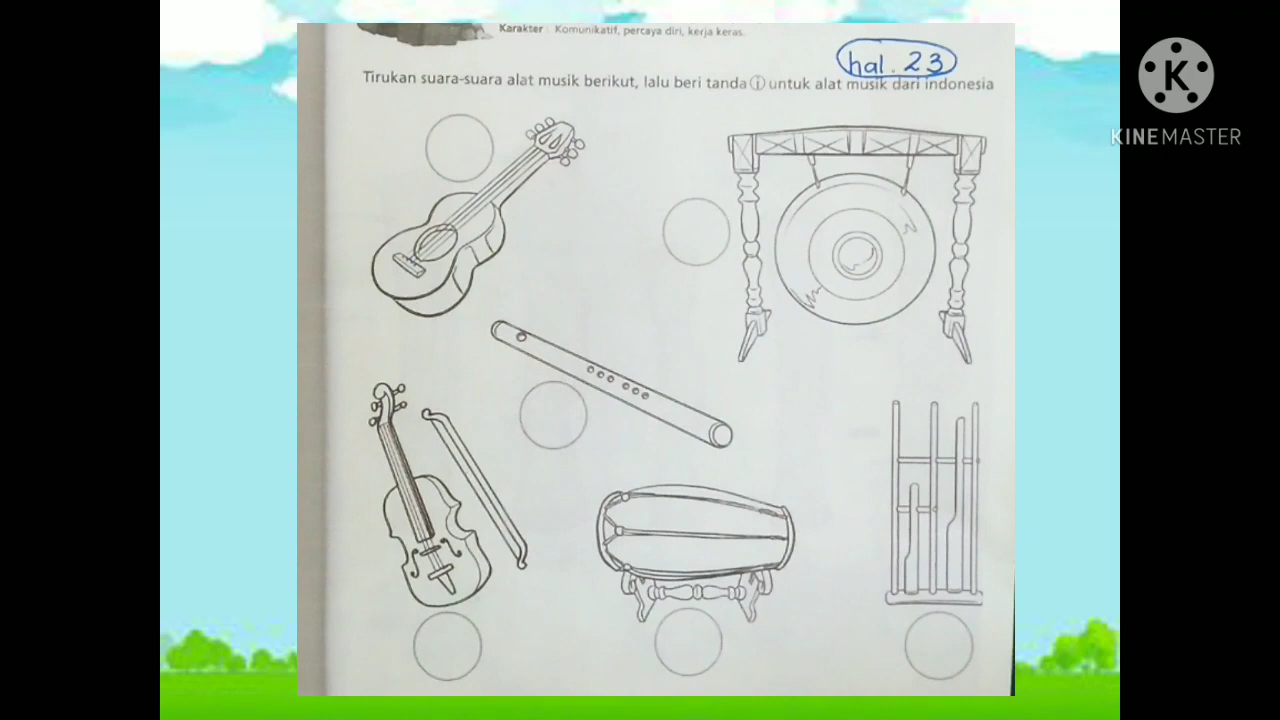 Karakter : Komunikatif, percaya diri, kerja keras.
hal. 23
Tirukan suara-suara alat musik berikut, lalu beri tanda i untuk alat musik dari indonesia
K
KINEMASTER